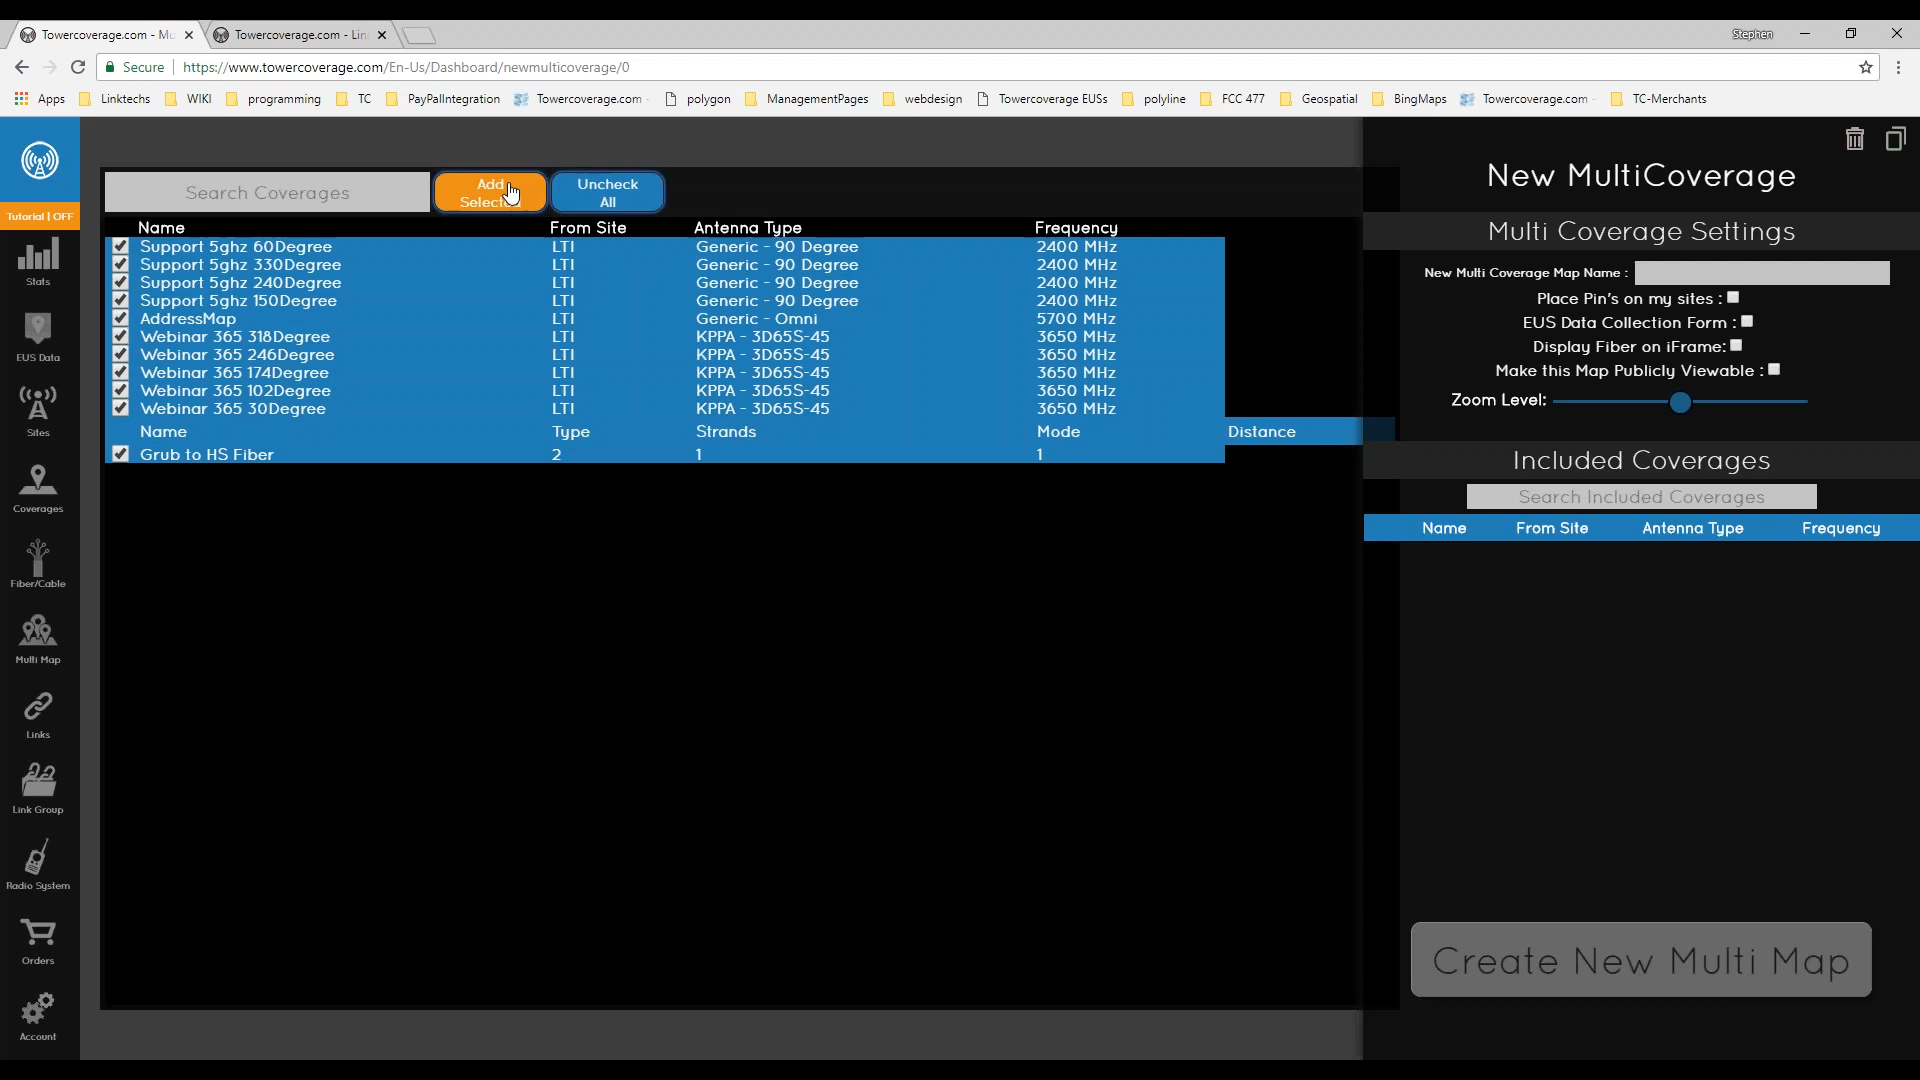 Towercoverage.com - Mu
Towercoverage.com - Lin
Stephen
Secure
https://www.towercoverage.com/En-Us/Dashboard/newmulticoverage/0
Apps Linktechs WIKI programming TC PayPalIntegration Towercoverage.com - polygon ManagementPages webdesign Towercoverage EUSs polyline FCC 477 Geospatial BingMaps Towercoverage.com - TC-Merchants
Tutorial | OFF
Stats
EUS Data
Sites
Coverages
Fiber/Cable
Multi Map
Links
Link Group
Radio System
Orders
Account
Search Coverages
Add
Selected
Uncheck
All
Name From Site Antenna Type Frequency
Support 5ghz 60Degree LTI Generic - 90 Degree 2400 MHz
Support 5ghz 330Degree LTI Generic - 90 Degree 2400 MHz
Support 5ghz 240Degree LTI Generic - 90 Degree 2400 MHz
Support 5ghz 150Degree LTI Generic - 90 Degree 2400 MHz
AddressMap LTI Generic - Omni 5700 MHz
Webinar 365 318Degree LTI KPPA - 3D65S-45 3650 MHz
Webinar 365 246Degree LTI KPPA - 3D65S-45 3650 MHz
Webinar 365 174Degree LTI KPPA - 3D65S-45 3650 MHz
Webinar 365 102Degree LTI KPPA - 3D65S-45 3650 MHz
Webinar 365 30Degree LTI KPPA - 3D65S-45 3650 MHz
Name Type Strands Mode Distance
Grub to HS Fiber 2 1 1
New MultiCoverage
Multi Coverage Settings
New Multi Coverage Map Name :
Place Pin's on my sites :
EUS Data Collection Form :
Display Fiber on iFrame:
Make this Map Publicly Viewable :
Zoom Level:
Included Coverages
Search Included Coverages
Name From Site Antenna Type Frequency
Create New Multi Map